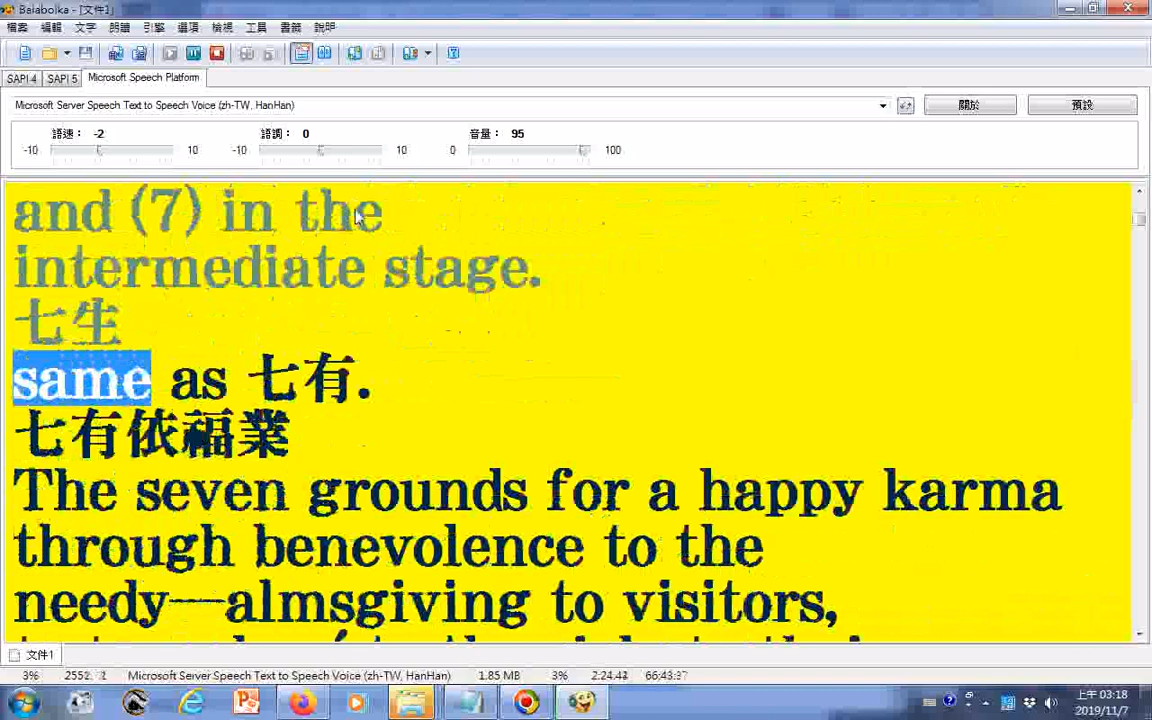 Balabolka - [文件1]
檔案 編輯 文字 朗讀 引擎 選項 檢視 工具 書籤 說明
SAPI 4 SAPI 5 Microsoft Speech Platform
Microsoft Server Speech Text to Speech Voice (zh-TW, HanHan) 關於 預設
語速： -2 語調： 0 音量： 95
-10 10 -10 10 0 100
and (7) in the
intermediate stage.
七生
same as 七有.
七有依福業
The seven grounds for a happy karma
through benevolence to the
needy—almsgiving to visitors,
文件1
3% Microsoft Server Speech Text to Speech Voice (zh-TW, HanHan) 1.85 MB 3%
上午 03:18
2019/11/7